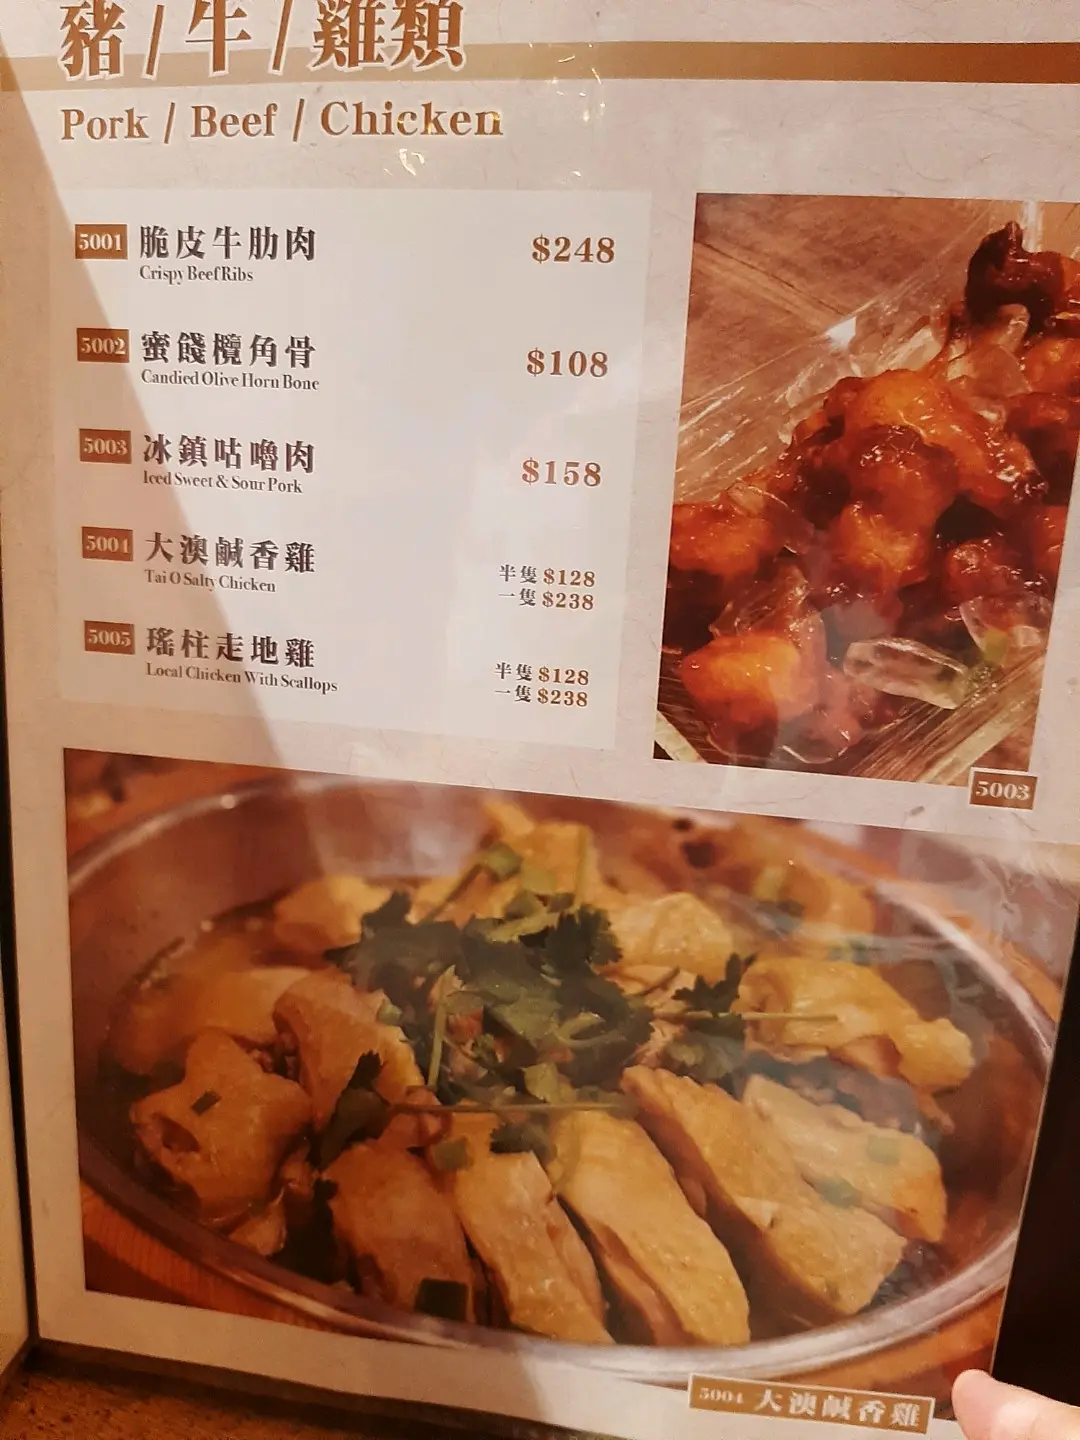 豬 / 牛 / 雞類
Pork / Beef / Chicken
5001 脆皮牛肋肉 $248
Crispy Beef Ribs
5002 蜜餞欖角骨 $108
Candied Olive Horn Bone
5003 冰鎮咕嚕肉 $158
Iced Sweet & Sour Pork
5004 大澳鹹香雞
Tai O Salty Chicken
半隻 $128
一隻 $238
5005 瑤柱走地雞
Local Chicken With Scallops
半隻 $128
一隻 $238
5003
5004 大澳鹹香雞